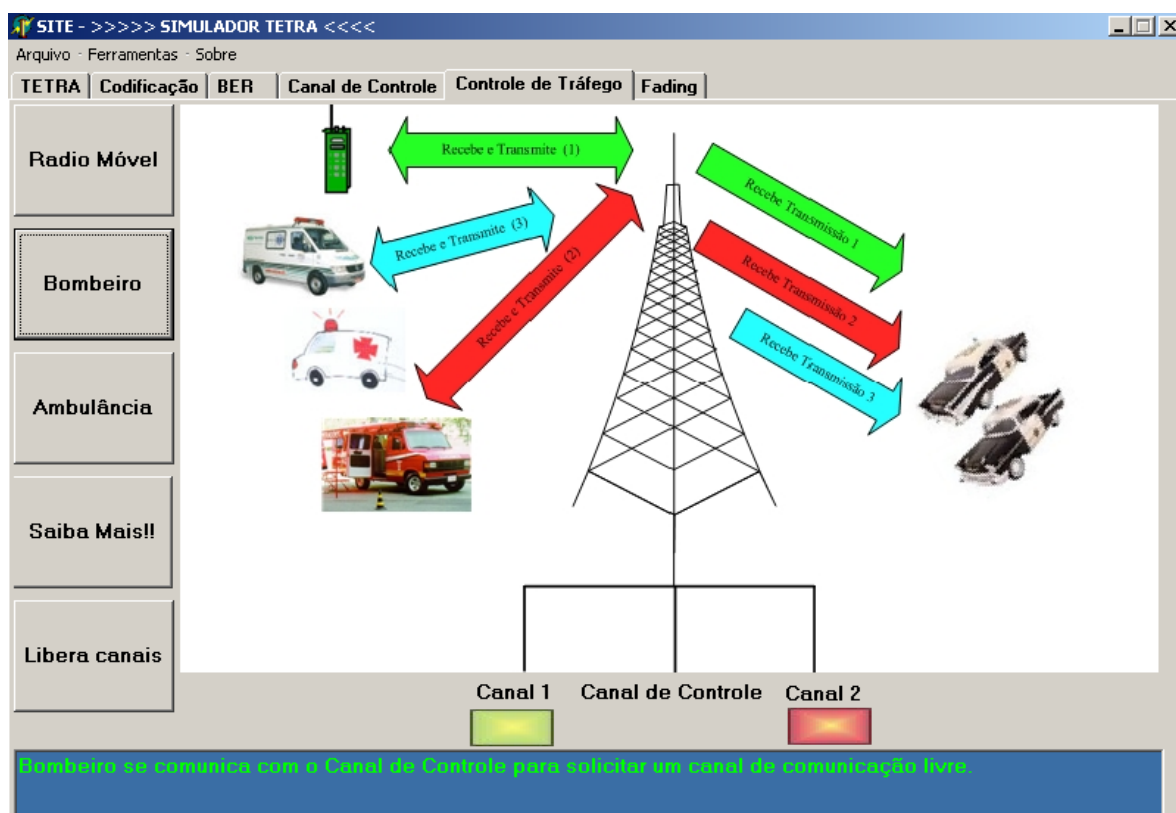 SITE - >>>>> SIMULADOR TETRA <<<<
Arquivo - Ferramentas - Sobre
TETRA Codificação BER Canal de Controle Controle de Tráfego Fading
Radio Móvel
Bombeiro
Ambulância
Saiba Mais!!
Libera canais
Recebe e Transmite (1)
Recebe e Transmite (3)
Recebe e Transmite (2)
Recebe Transmissão 1
Recebe Transmissão 2
Recebe Transmissão 3
Canal 1 Canal de Controle Canal 2
Bombeiro se comunica com o Canal de Controle para solicitar um canal de comunicação livre.